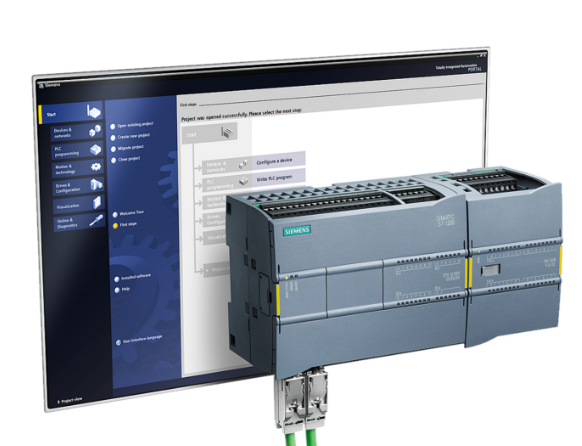 Siemens
Totally Integrated Automation
PORTAL
Start
Devices &
networks
PLC
programming
Motion &
technology
Drives &
Configuration
Visualization
Online &
Diagnostics
Open existing project
Create new project
Migrate project
Close project
Welcome Tour
First steps
Installed software
Help
User interface language
Project view
First steps
Project was opened successfully. Please select the next step:
Start
Devices &
networks
Configure a device
PLC
programming
Write PLC program
SIEMENS
SIMATIC
S7-1200